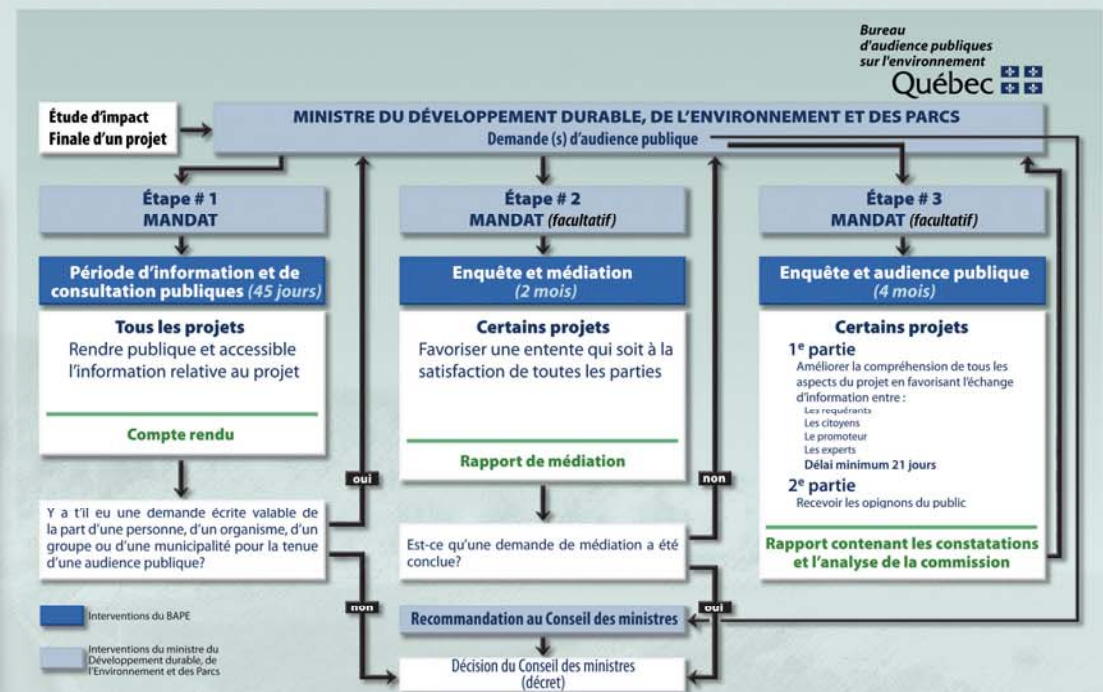 Bureau
d'audience publiques
sur l'environnement
Québec
Étude d'impact
Finale d'un projet
MINISTRE DU DÉVELOPPEMENT DURABLE, DE L'ENVIRONNEMENT ET DES PARCS
Demande (s) d'audience publique
Étape # 1
MANDAT
Période d'information et de
consultation publiques (45 jours)
Tous les projets
Rendre publique et accessible
l'information relative au projet
Compte rendu
oui
Y a t'il eu une demande écrite valable de
la part d'une personne, d'un organisme, d'un
groupe ou d'une municipalité pour la tenue
d'une audience publique?
non
Étape # 2
MANDAT (facultatif)
Enquête et médiation
(2 mois)
Certains projets
Favoriser une entente qui soit à la
satisfaction de toutes les parties
Rapport de médiation
non
Est-ce qu'une demande de médiation a été
conclue?
oui
Étape # 3
MANDAT (facultatif)
Enquête et audience publique
(4 mois)
Certains projets
1e partie
Améliorer la compréhension de tous les
aspects du projet en favorisant l'échange
d'information entre :
Les requérants
Les citoyens
Le promoteur
Les experts
Délai minimum 21 jours
2e partie
Recevoir les opignons du public
Rapport contenant les constatations
et l'analyse de la commission
Recommandation au Conseil des ministres
Décision du Conseil des ministres
(décret)
Interventions du BAPE
Interventions du ministre du
Développement durable, de
l'Environnement et des Parcs